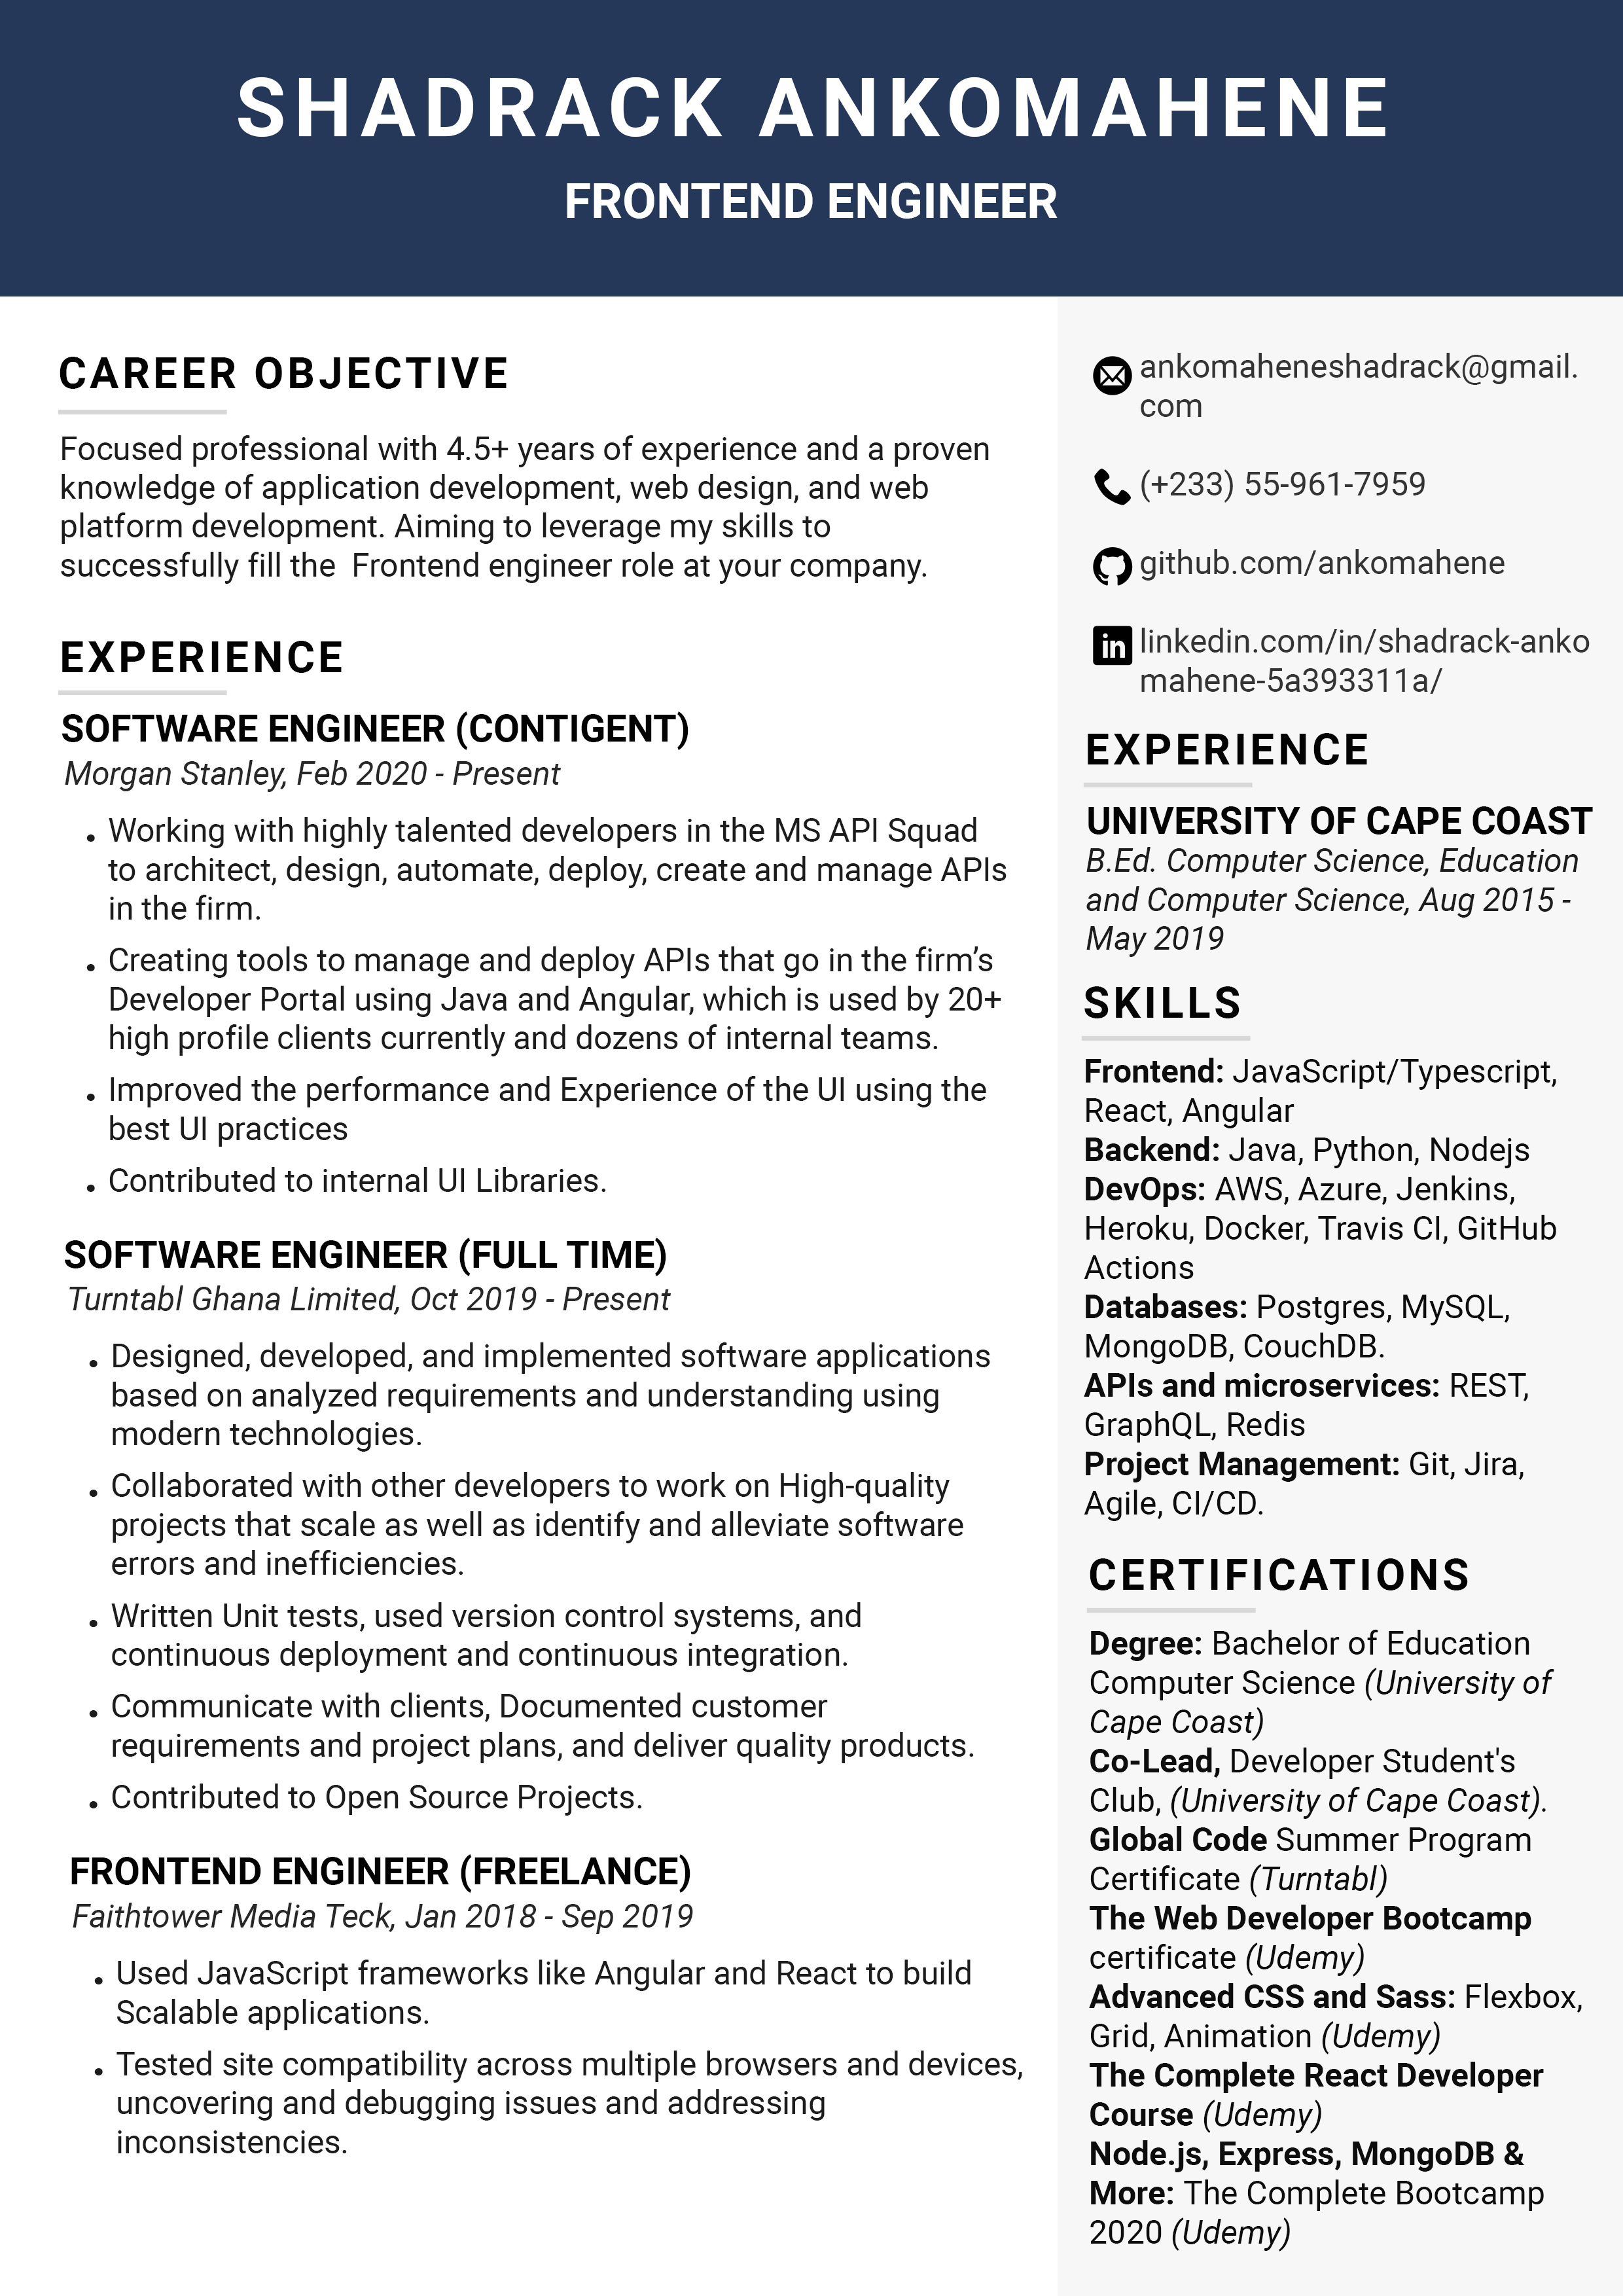 SHADRACK ANKOMAHENE
FRONTEND ENGINEER
CAREER OBJECTIVE
Focused professional with 4.5+ years of experience and a proven
knowledge of application development, web design, and web
platform development. Aiming to leverage my skills to
successfully fill the  Frontend engineer role at your company.
EXPERIENCE
SOFTWARE ENGINEER (CONTIGENT)
Morgan Stanley, Feb 2020 - Present
• Working with highly talented developers in the MS API Squad
to architect, design, automate, deploy, create and manage APIs
in the firm.
• Creating tools to manage and deploy APIs that go in the firm’s
Developer Portal using Java and Angular, which is used by 20+
high profile clients currently and dozens of internal teams.
• Improved the performance and Experience of the UI using the
best UI practices
• Contributed to internal UI Libraries.
SOFTWARE ENGINEER (FULL TIME)
Turntabl Ghana Limited, Oct 2019 - Present
• Designed, developed, and implemented software applications
based on analyzed requirements and understanding using
modern technologies.
• Collaborated with other developers to work on High-quality
projects that scale as well as identify and alleviate software
errors and inefficiencies.
• Written Unit tests, used version control systems, and
continuous deployment and continuous integration.
• Communicate with clients, Documented customer
requirements and project plans, and deliver quality products.
• Contributed to Open Source Projects.
FRONTEND ENGINEER (FREELANCE)
Faithtower Media Teck, Jan 2018 - Sep 2019
• Used JavaScript frameworks like Angular and React to build
Scalable applications.
• Tested site compatibility across multiple browsers and devices,
uncovering and debugging issues and addressing
inconsistencies.
ankomaheneshadrack@gmail.
com
(+233) 55-961-7959
github.com/ankomahene
linkedin.com/in/shadrack-anko
mahene-5a393311a/
EXPERIENCE
UNIVERSITY OF CAPE COAST
B.Ed. Computer Science, Education
and Computer Science, Aug 2015 -
May 2019
SKILLS
Frontend: JavaScript/Typescript,
React, Angular
Backend: Java, Python, Nodejs
DevOps: AWS, Azure, Jenkins,
Heroku, Docker, Travis CI, GitHub
Actions
Databases: Postgres, MySQL,
MongoDB, CouchDB.
APIs and microservices: REST,
GraphQL, Redis
Project Management: Git, Jira,
Agile, CI/CD.
CERTIFICATIONS
Degree: Bachelor of Education
Computer Science (University of
Cape Coast)
Co-Lead, Developer Student's
Club, (University of Cape Coast).
Global Code Summer Program
Certificate (Turntabl)
The Web Developer Bootcamp
certificate (Udemy)
Advanced CSS and Sass: Flexbox,
Grid, Animation (Udemy)
The Complete React Developer
Course (Udemy)
Node.js, Express, MongoDB &
More: The Complete Bootcamp
2020 (Udemy)